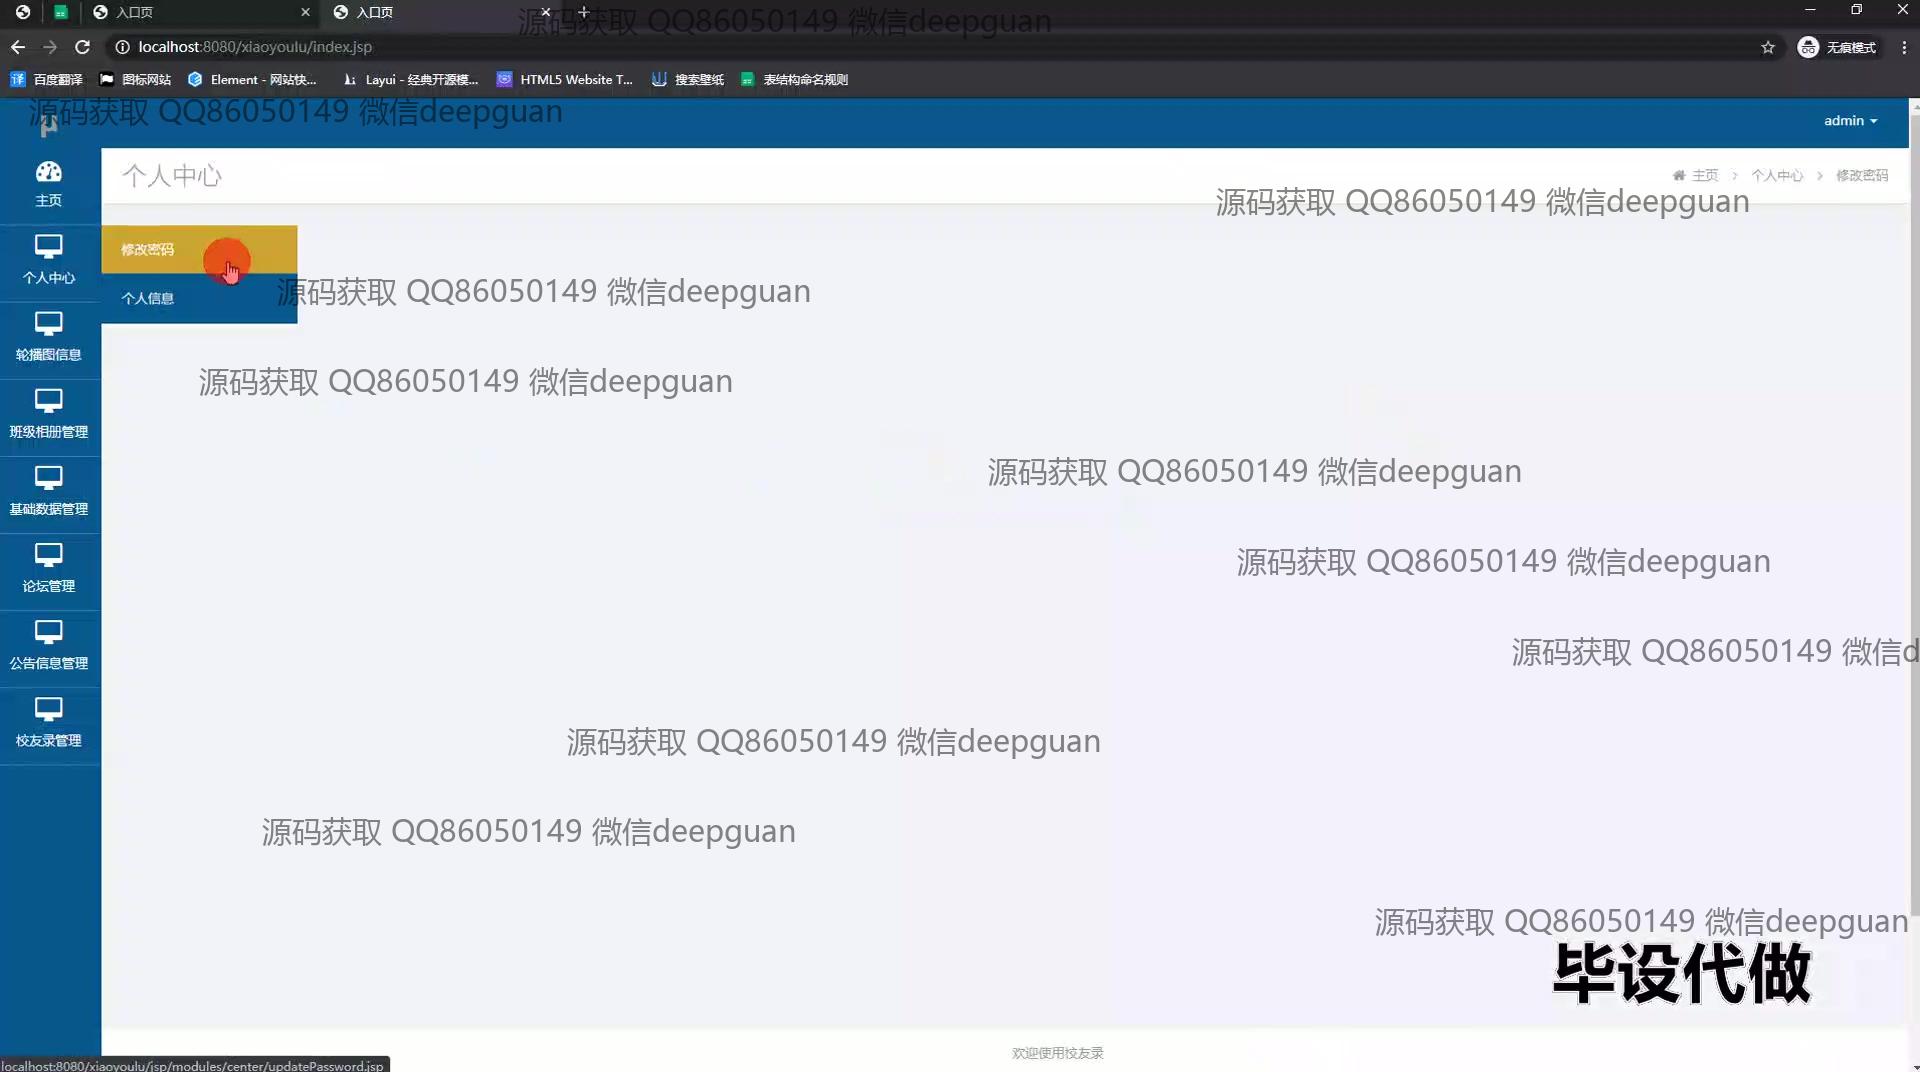 入口页
入口页
源码获取 QQ86050149 微信deepguan
localhost:8080/xiaoyoulu/index.jsp
无痕模式
百度翻译
图标网站
Element - 网站快...
Layui - 经典开源模...
HTML5 Website T...
搜索壁纸
表结构命名规则
源码获取 QQ86050149 微信deepguan
admin
主页
个人中心
主页 > 个人中心 > 修改密码
源码获取 QQ86050149 微信deepguan
修改密码
个人中心
个人信息
源码获取 QQ86050149 微信deepguan
轮播图信息
源码获取 QQ86050149 微信deepguan
班级相册管理
源码获取 QQ86050149 微信deepguan
基础数据管理
源码获取 QQ86050149 微信deepguan
论坛管理
源码获取 QQ86050149 微信d
公告信息管理
校友录管理
源码获取 QQ86050149 微信deepguan
源码获取 QQ86050149 微信deepguan
源码获取 QQ86050149 微信deepguan
毕设代做
欢迎使用校友录
localhost:8080/xiaoyoulu/jsp/modules/center/updatePassword.jsp